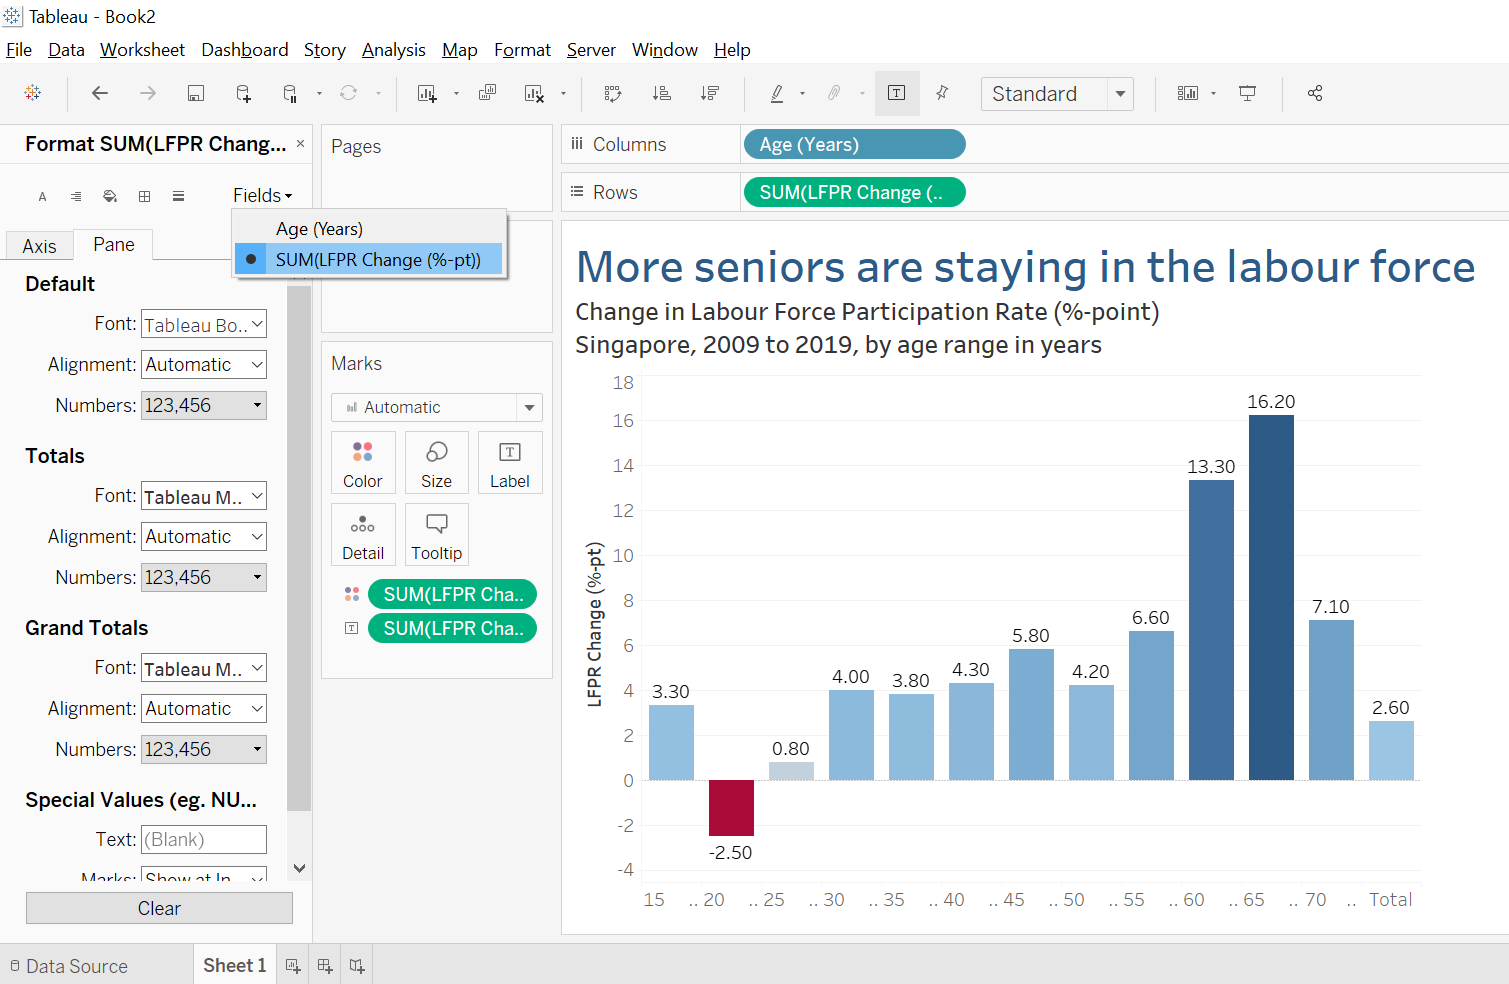 Tableau - Book2
File Data Worksheet Dashboard Story Analysis Map Format Server Window Help
Standard
Format SUM(LFPR Chang...
Fields
Age (Years)
SUM(LFPR Change (%-pt))
Axis
Pane
Default
Font: Tableau Bo..
Alignment: Automatic
Numbers: 123,456
Totals
Font: Tableau M..
Alignment: Automatic
Numbers: 123,456
Grand Totals
Font: Tableau M..
Alignment: Automatic
Numbers: 123,456
Special Values (eg. NU...
Text: (Blank)
Marks: Show at In
Clear
Pages
Marks
Automatic
Color
Size
Label
Detail
Tooltip
SUM(LFPR Cha..
SUM(LFPR Cha..
Columns
Age (Years)
Rows
SUM(LFPR Change (..
More seniors are staying in the labour force
Change in Labour Force Participation Rate (%-point)
Singapore, 2009 to 2019, by age range in years
LFPR Change (%-pt)
18
16
14
12
10
8
6
4
2
0
-2
-4
3.30
-2.50
0.80
4.00
3.80
4.30
5.80
4.20
6.60
13.30
16.20
7.10
2.60
15 .. 20 .. 25 .. 30 .. 35 .. 40 .. 45 .. 50 .. 55 .. 60 .. 65 .. 70 .. Total
Data Source
Sheet 1